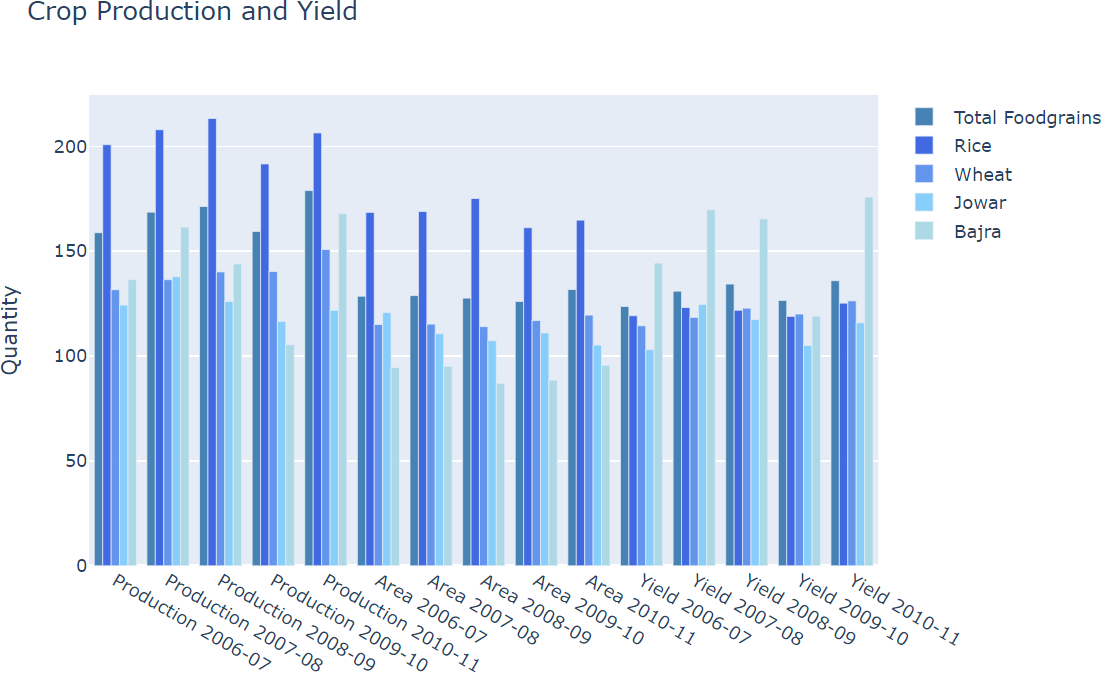 Crop Production and Yield
Total Foodgrains
Rice
Wheat
Jowar
Bajra
Quantity
200
150
100
50
0
Production 2006-07
Production 2007-08
Production 2008-09
Production 2009-10
Production 2010-11
Area 2006-07
Area 2007-08
Area 2008-09
Area 2009-10
Area 2010-11
Yield 2006-07
Yield 2007-08
Yield 2008-09
Yield 2009-10
Yield 2010-11